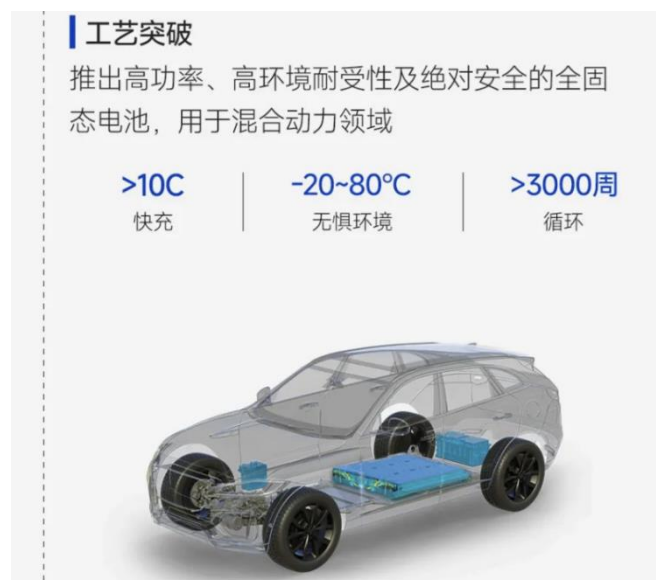 工艺突破
推出高功率、高环境耐受性及绝对安全的全固
态电池，用于混合动力领域
>10C
快充
-20~80℃
无惧环境
>3000周
循环